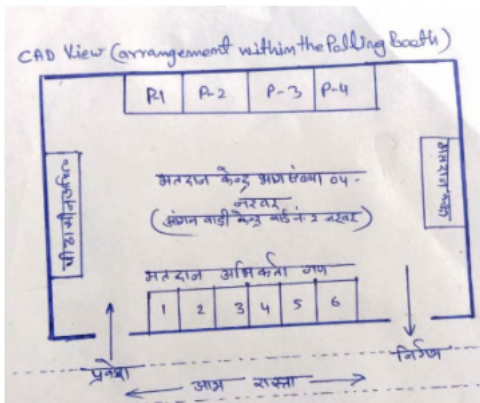 CAD View (arrangement within the Polling Booth)
P-1 P-2 P-3 P-4
पीठासीन अधि०
मतदान केन्द्र भाग संख्या 04 -
नरवर
(आंगन वाडी केन्द्र वार्ड नं. 2 नरवर)
मतदान कक्ष
मतदान अभिकर्ता गण
1 2 3 4 5 6
प्रवेश
निर्गम
आम रास्ता